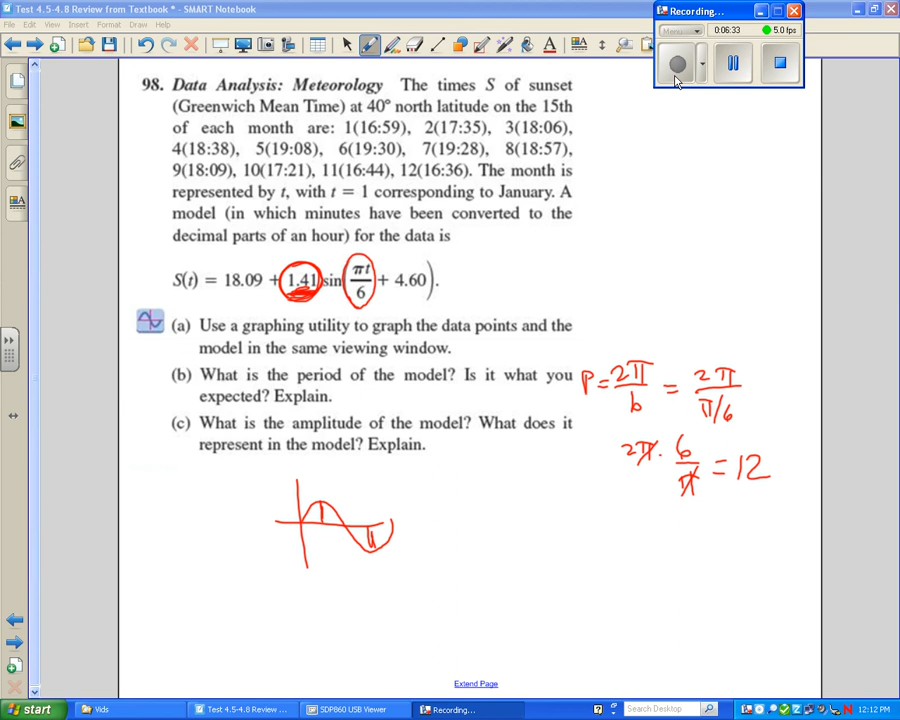 Test 4.5-4.8 Review from Textbook * - SMART Notebook
File Edit View Insert Format Draw Help
Recording...
Menu
0:06:33
5.0 fps
98. Data Analysis: Meteorology The times S of sunset
(Greenwich Mean Time) at 40° north latitude on the 15th
of each month are: 1(16:59), 2(17:35), 3(18:06),
4(18:38), 5(19:08), 6(19:30), 7(19:28), 8(18:57),
9(18:09), 10(17:21), 11(16:44), 12(16:36). The month is
represented by t, with t = 1 corresponding to January. A
model (in which minutes have been converted to the
decimal parts of an hour) for the data is
S(t) = 18.09 + 1.41 sin(πt/6 + 4.60).
(a) Use a graphing utility to graph the data points and the
model in the same viewing window.
(b) What is the period of the model? Is it what you
expected? Explain.
(c) What is the amplitude of the model? What does it
represent in the model? Explain.
P = 2π/b = 2π/π/6
2π · 6/π = 12
Extend Page
start
Vids
Test 4.5-4.8 Review fro...
SDP860 USB Viewer
Recording...
Search Desktop
12:12 PM